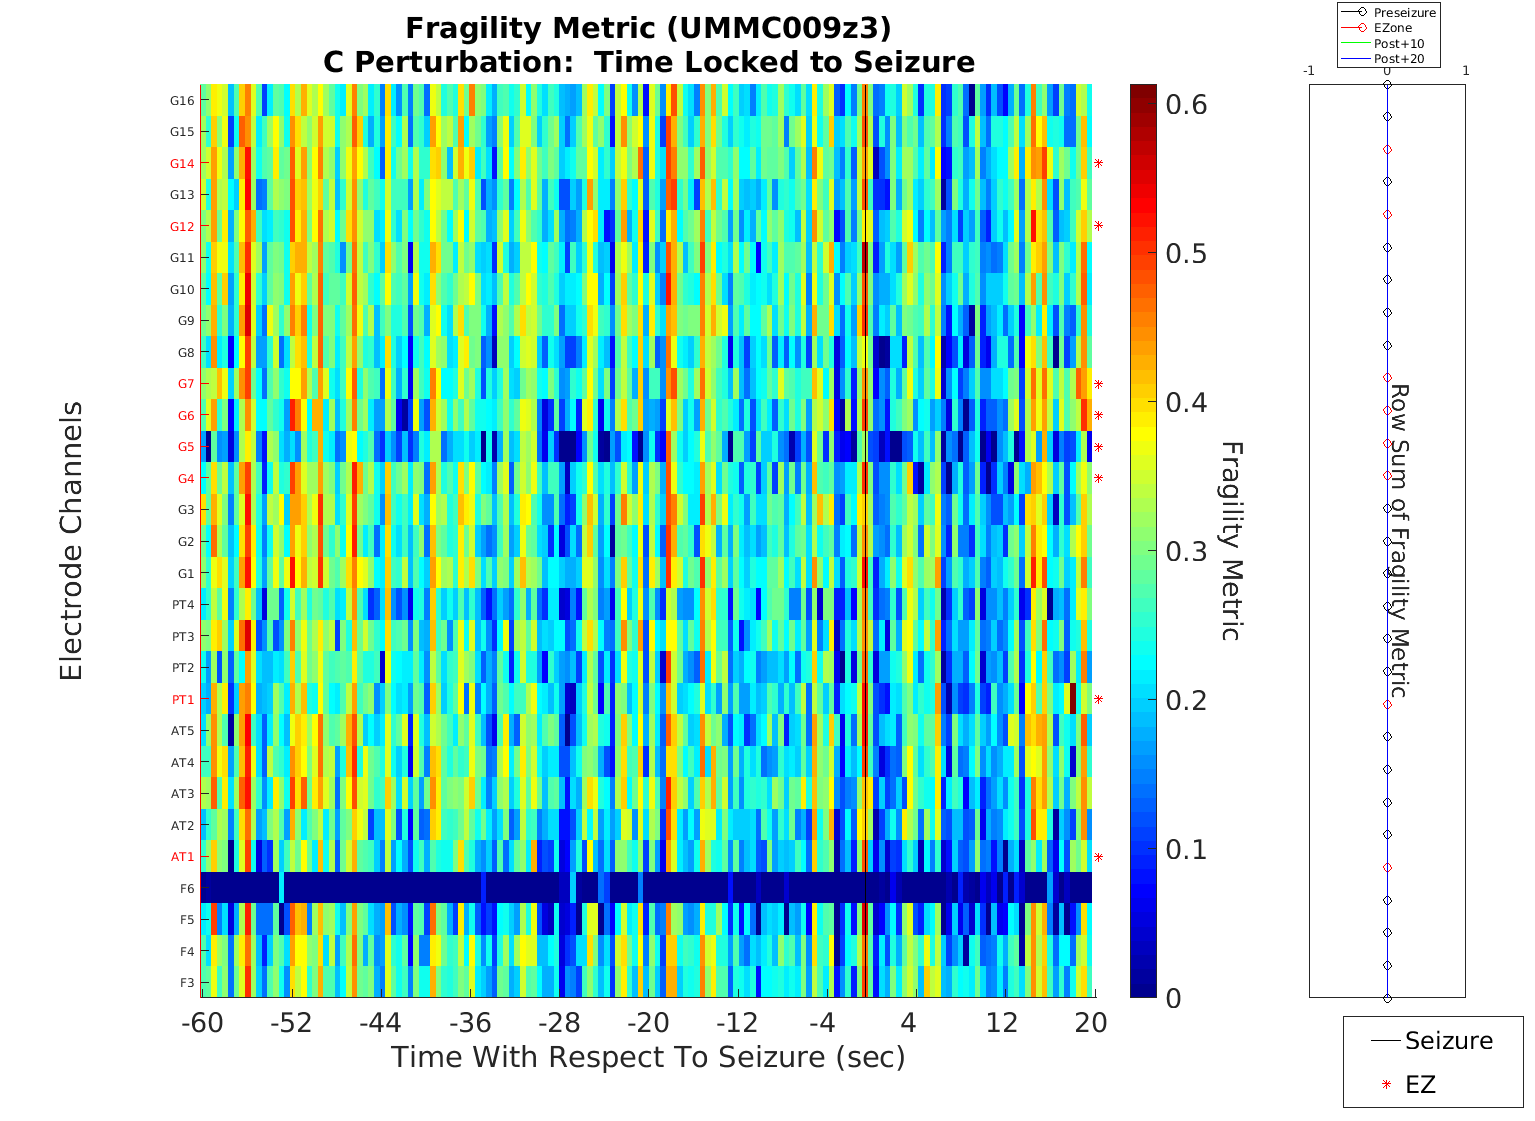 Fragility Metric (UMMC009z3)
C Perturbation:  Time Locked to Seizure
Electrode Channels
G16
G15
G14
G13
G12
G11
G10
G9
G8
G7
G6
G5
G4
G3
G2
G1
PT4
PT3
PT2
PT1
AT5
AT4
AT3
AT2
AT1
F6
F5
F4
F3
-60 -52 -44 -36 -28 -20 -12 -4 4 12 20
Time With Respect To Seizure (sec)
0.6
0.5
0.4
0.3
0.2
0.1
0
Fragility Metric
Preseizure
EZone
Post+10
Post+20
-1 0 1
Row Sum of Fragility Metric
Seizure
EZ